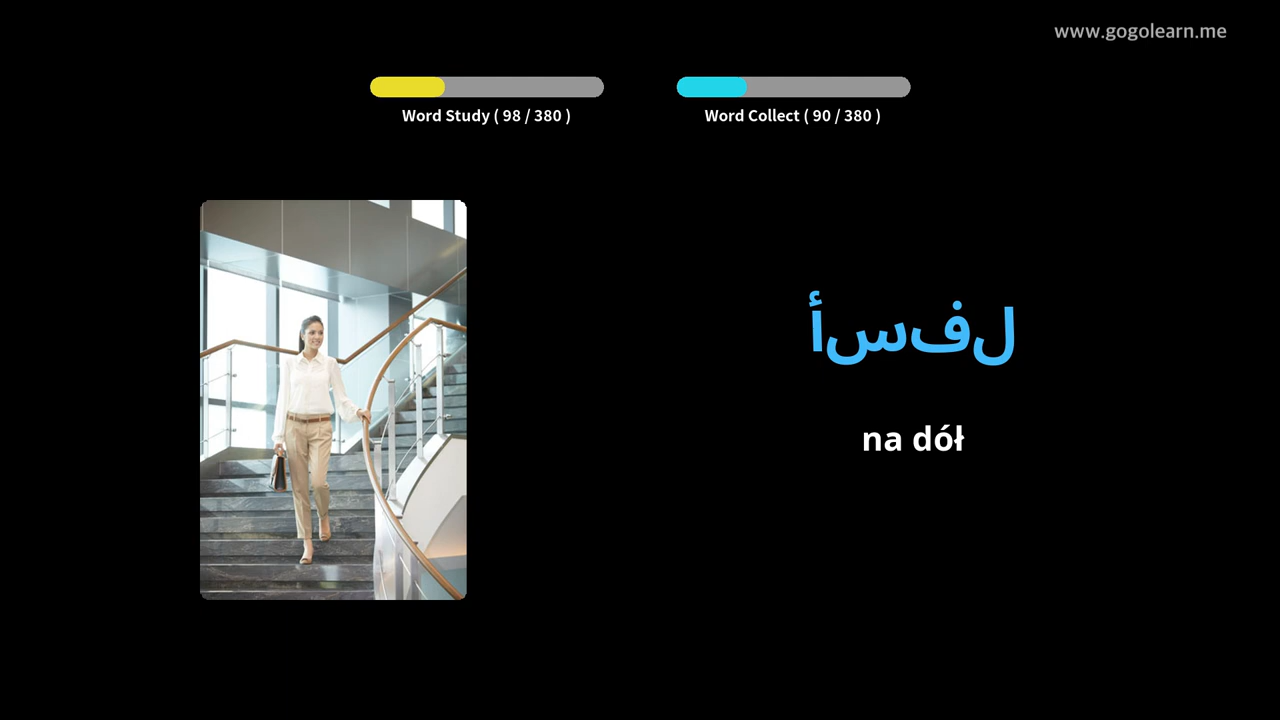 www.gogolearn.me
Word Study ( 98 / 380 )
Word Collect ( 90 / 380 )
أسفل
na dół